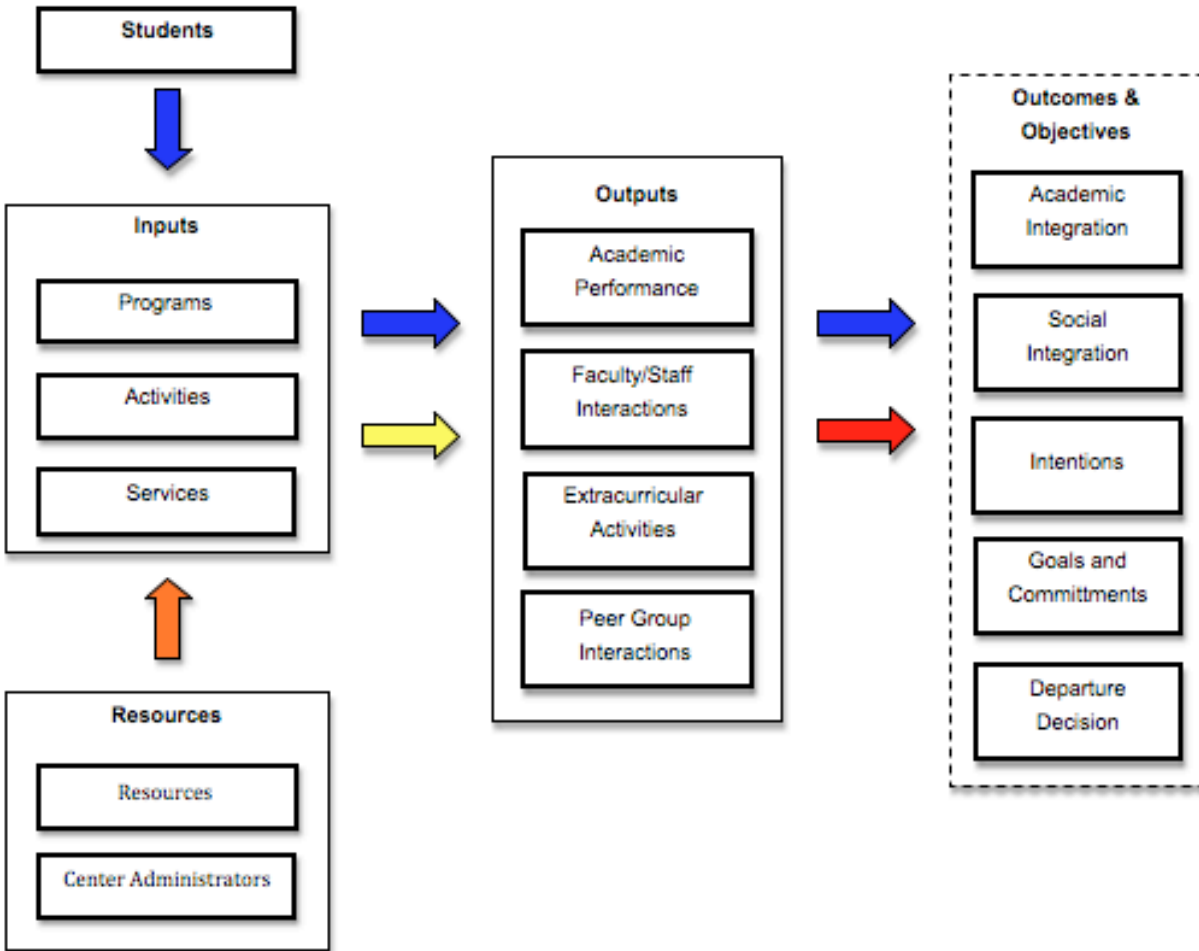 Students
Inputs
Programs
Activities
Services
Resources
Resources
Center Administrators
Outputs
Academic
Performance
Faculty/Staff
Interactions
Extracurricular
Activities
Peer Group
Interactions
Outcomes &
Objectives
Academic
Integration
Social
Integration
Intentions
Goals and
Committments
Departure
Decision